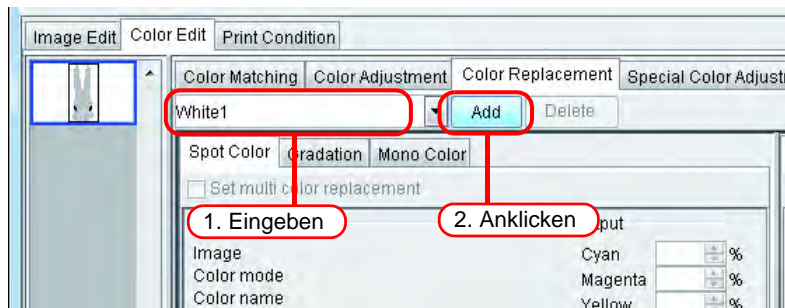 Image Edit Color Edit Print Condition
Color Matching Color Adjustment Color Replacement Special Color Adjust
White1 Add Delete
Spot Color Gradation Mono Color
Set multi color replacement
1. Eingeben 2. Anklicken
Image Cyan %
Color mode Magenta %
Color name Yellow %